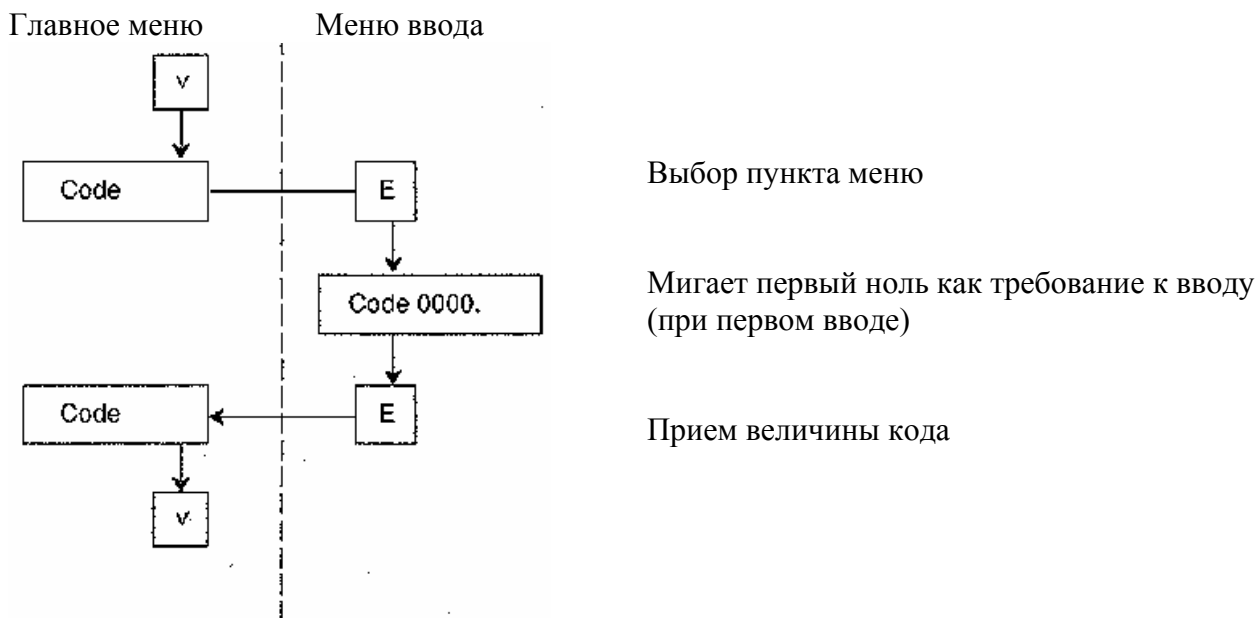 Главное меню Меню ввода
v
Code E Выбор пункта меню
Code 0000. Мигает первый ноль как требование к вводу
(при первом вводе)
Code E Прием величины кода
v